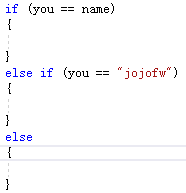 if (you == name)
{
}
else if (you == "jojofw")
{
}
else
{
}